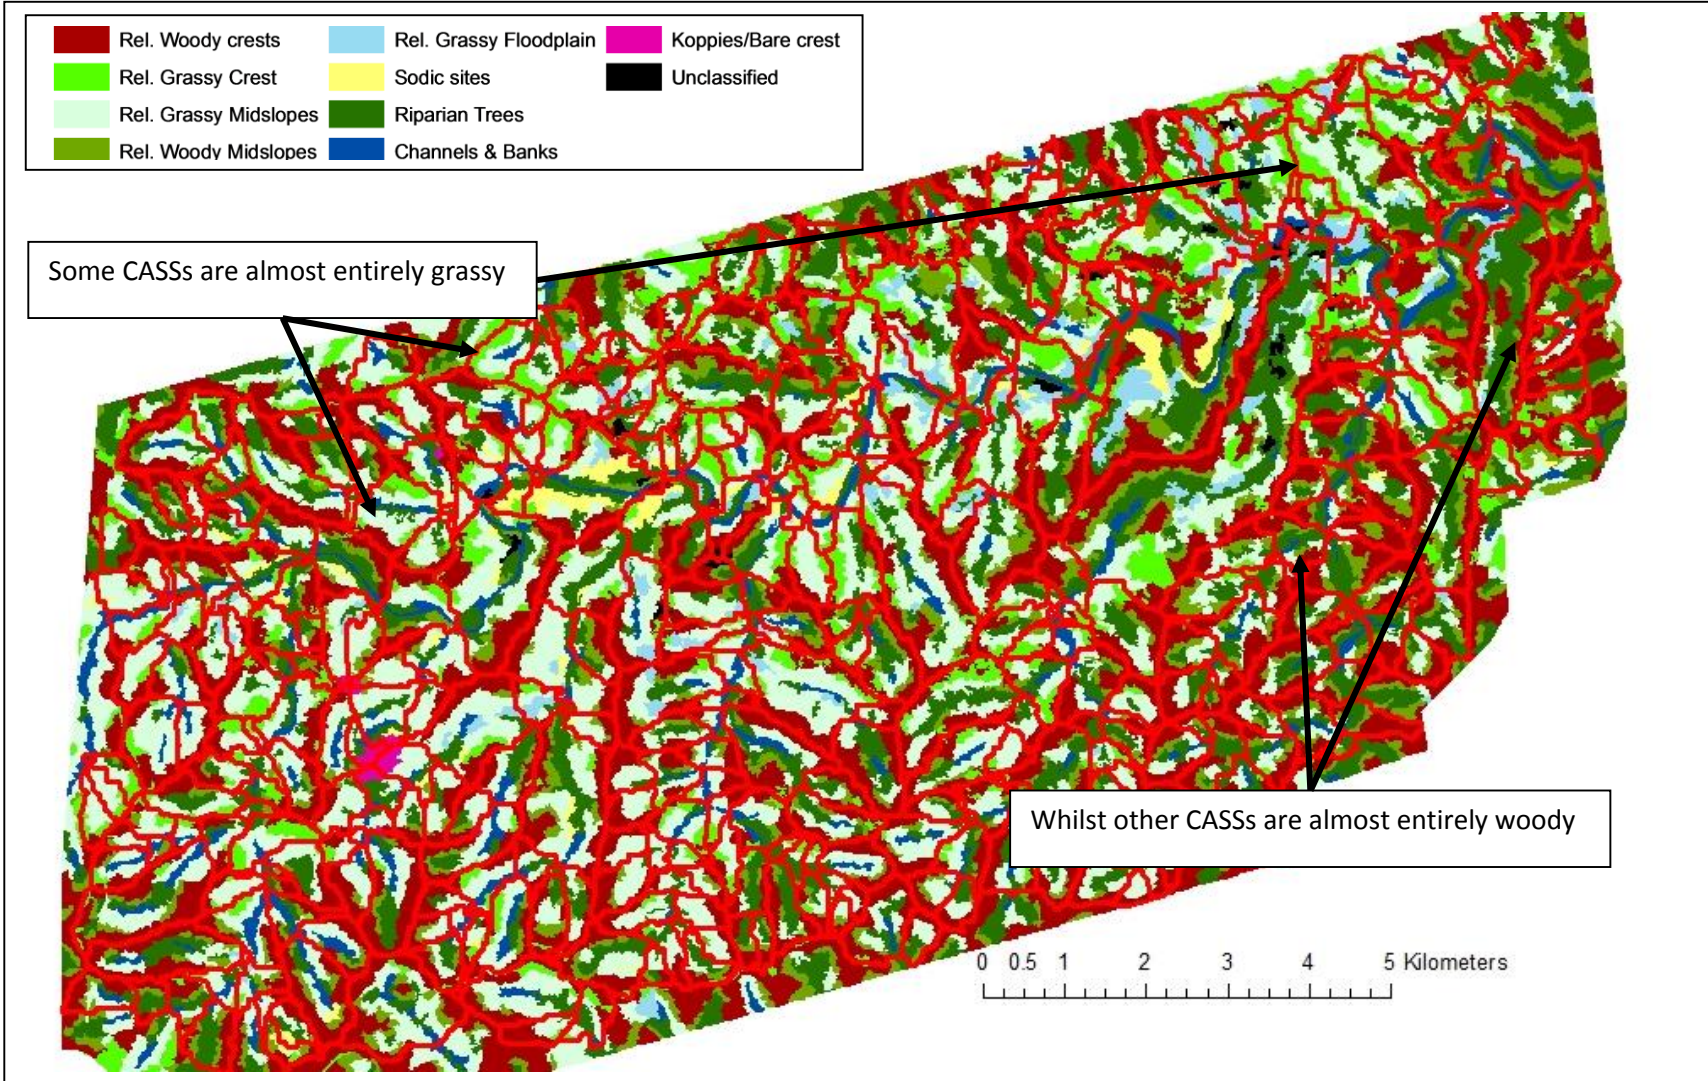 Rel. Woody crests
Rel. Grassy Crest
Rel. Grassy Midslopes
Rel. Woody Midslopes
Rel. Grassy Floodplain
Sodic sites
Riparian Trees
Channels & Banks
Koppies/Bare crest
Unclassified
Some CASSs are almost entirely grassy
Whilst other CASSs are almost entirely woody
0 0.5 1 2 3 4 5 Kilometers